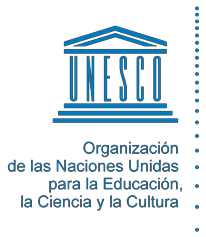 UNESCO
Organización
de las Naciones Unidas
para la Educación,
la Ciencia y la Cultura